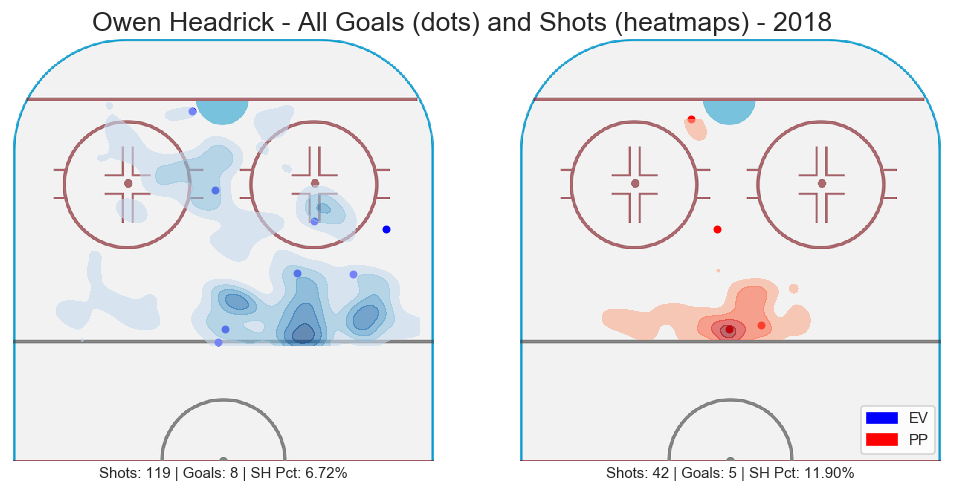 Owen Headrick - All Goals (dots) and Shots (heatmaps) - 2018
EV
PP
Shots: 119 | Goals: 8 | SH Pct: 6.72%
Shots: 42 | Goals: 5 | SH Pct: 11.90%